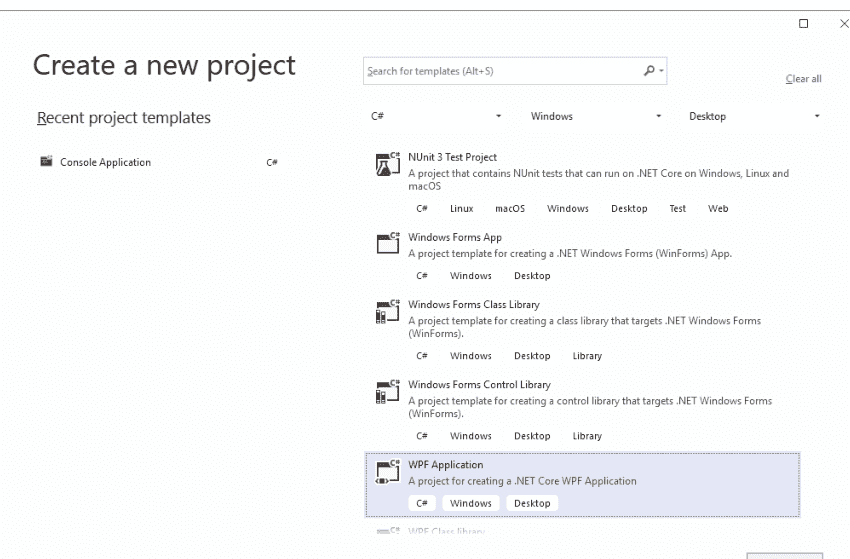 Create a new project
Search for templates (Alt+S)
Clear all
Recent project templates
C# Windows Desktop
Console Application C#
NUnit 3 Test Project
A project that contains NUnit tests that can run on .NET Core on Windows, Linux and
macOS
C# Linux macOS Windows Desktop Test Web
Windows Forms App
A project template for creating a .NET Windows Forms (WinForms) App.
C# Windows Desktop
Windows Forms Class Library
A project template for creating a class library that targets .NET Windows Forms
(WinForms).
C# Windows Desktop Library
Windows Forms Control Library
A project template for creating a control library that targets .NET Windows Forms
(WinForms).
C# Windows Desktop Library
WPF Application
A project for creating a .NET Core WPF Application
C# Windows Desktop
WPF Class library